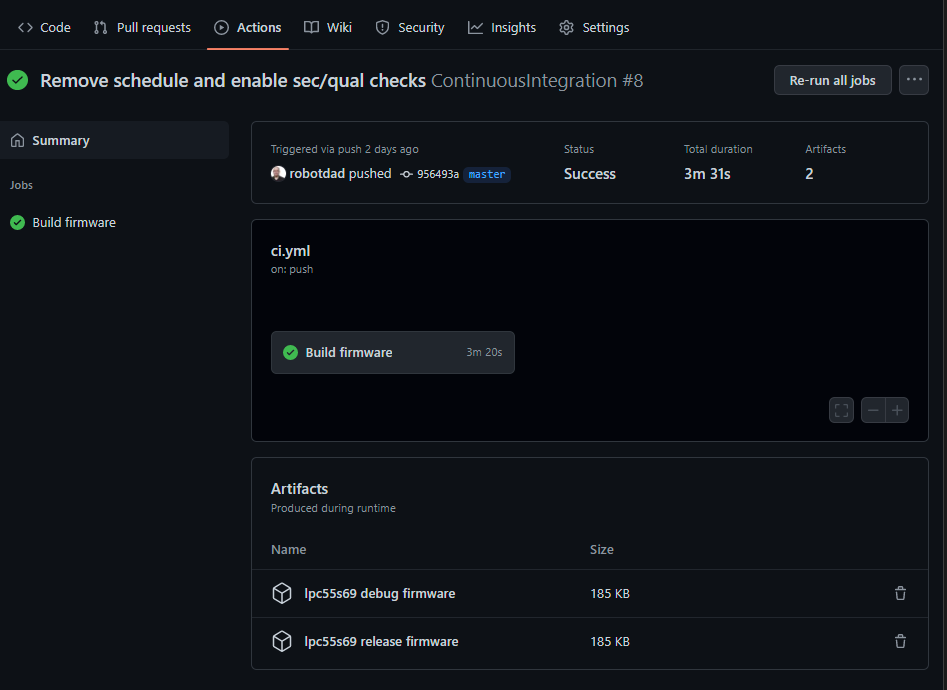 Code Pull requests Actions Wiki Security Insights Settings
Remove schedule and enable sec/qual checks ContinuousIntegration #8
Re-run all jobs
Summary
Jobs
Build firmware
Triggered via push 2 days ago
robotdad pushed 956493a master
Status
Success
Total duration
3m 31s
Artifacts
2
ci.yml
on: push
Build firmware 3m 20s
Artifacts
Produced during runtime
Name Size
lpc55s69 debug firmware 185 KB
lpc55s69 release firmware 185 KB